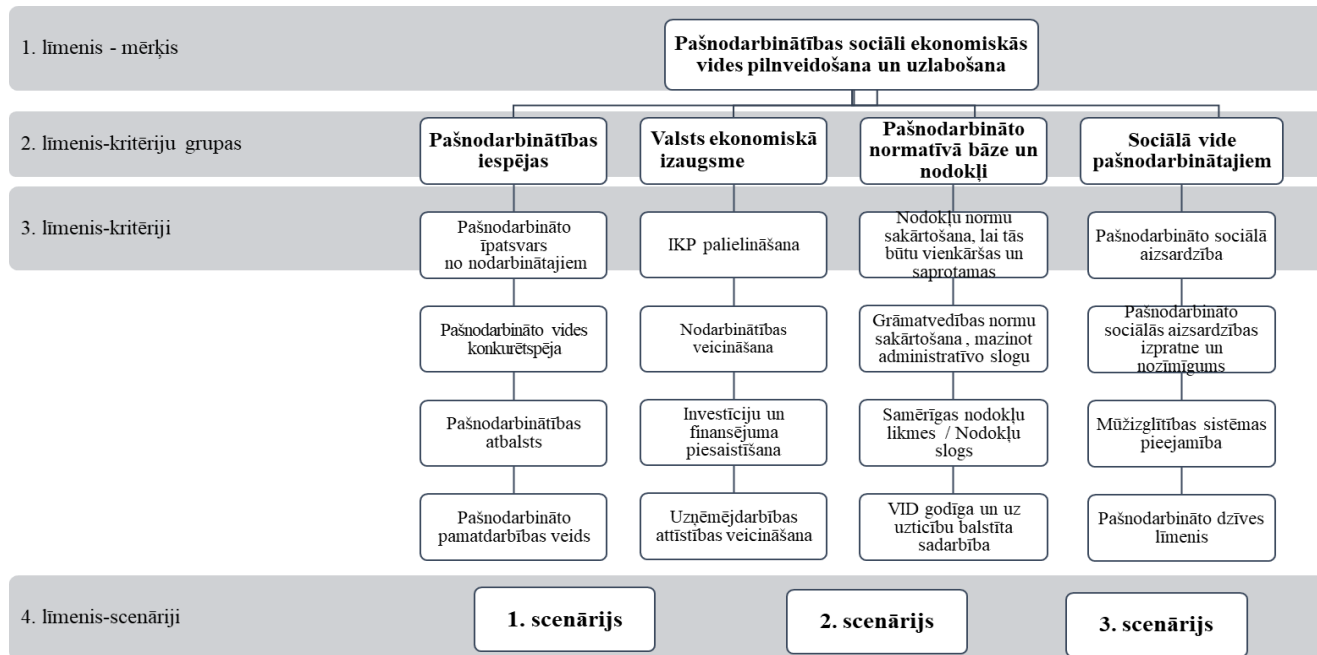 1. līmenis - mērķis
Pašnodarbinātības sociāli ekonomiskās
vides pilnveidošana un uzlabošana
2. līmenis-kritēriju grupas
Pašnodarbinātības
iespējas
Valsts ekonomiskā
izaugsme
Pašnodarbināto
normatīvā bāze un
nodokļi
Sociālā vide
pašnodarbinātajiem
3. līmenis-kritēriji
Pašnodarbināto
īpatsvars
no nodarbinātajiem
IKP palielināšana
Nodokļu normu
sakārtošana, lai tās
būtu vienkāršas un
saprotamas
Pašnodarbināto sociālā
aizsardzība
Pašnodarbināto vides
konkurētspēja
Nodarbinātības
veicināšana
Grāmatvedības normu
sakārtošana , mazinot
administratīvo slogu
Pašnodarbināto
sociālās aizsardzības
izpratne un
nozīmīgums
Pašnodarbinātības
atbalsts
Investīciju un
finansējuma
piesaistīšana
Samērīgas nodokļu
likmes / Nodokļu
slogs
Mūžizglītības sistēmas
pieejamība
Pašnodarbināto
pamatdarbības veids
Uzņēmējdarbības
attīstības veicināšana
VID godīga un uz
uzticību balstīta
sadarbība
Pašnodarbināto dzīves
līmenis
4. līmenis-scenāriji
1. scenārijs
2. scenārijs
3. scenārijs